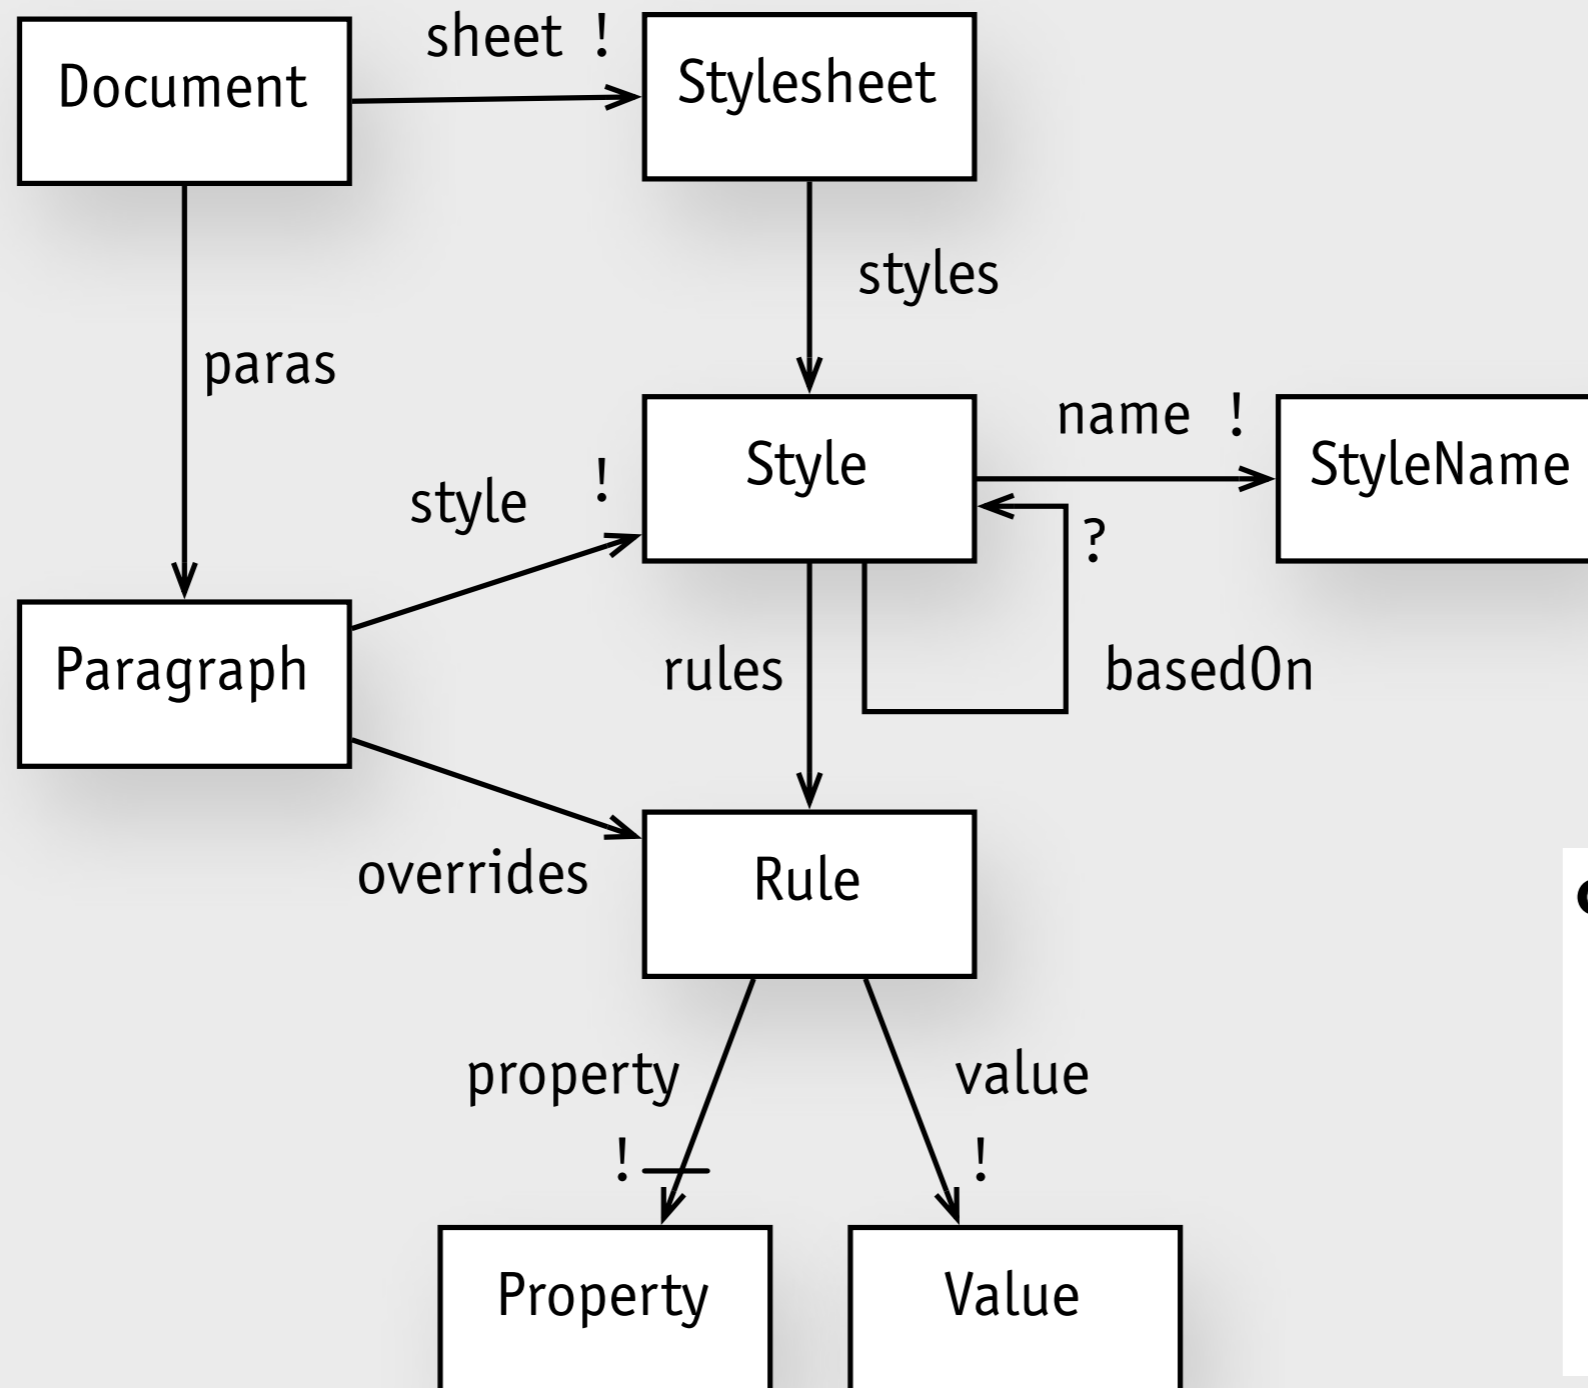 sheet !
Document
Stylesheet
styles
paras
name !
Style
StyleName
style !
?
Paragraph
rules
basedOn
overrides
Rule
property
value
!
!
Property
Value